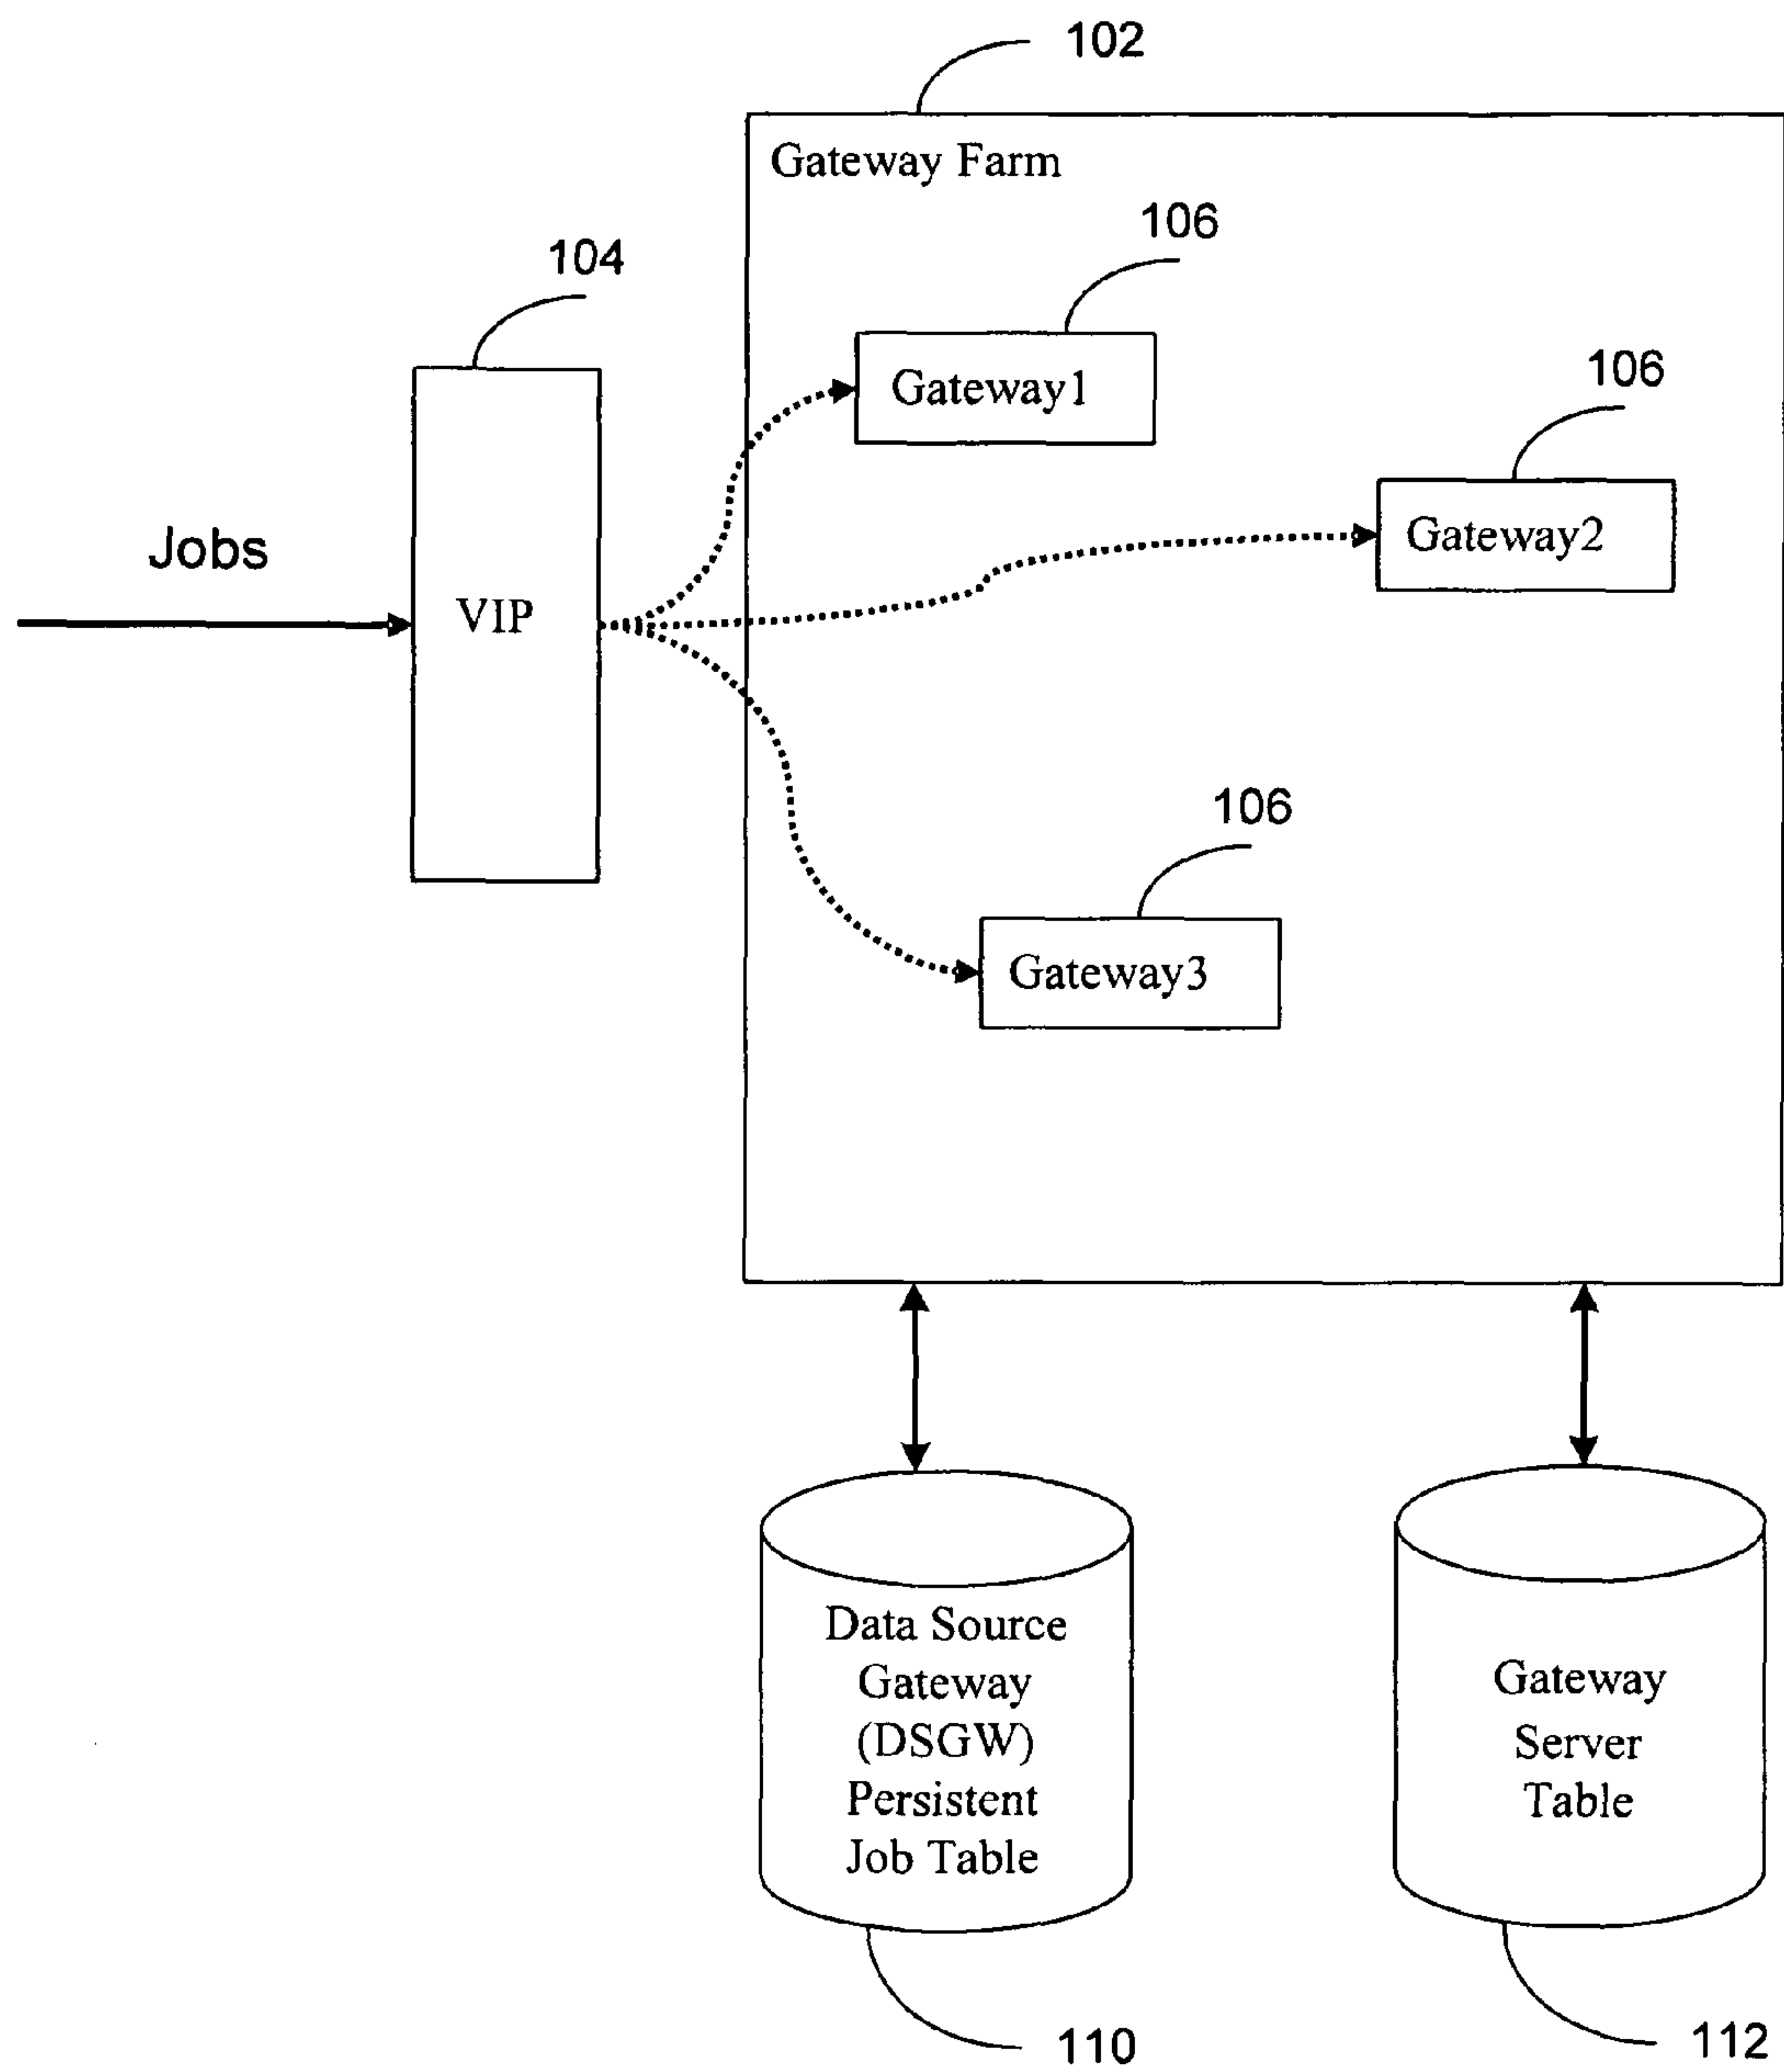 102
Gateway Farm
106
104
Gateway1
106
Gateway2
Jobs
VIP
106
Gateway3
Data Source
Gateway
(DSGW)
Persistent
Job Table
Gateway
Server
Table
110
112